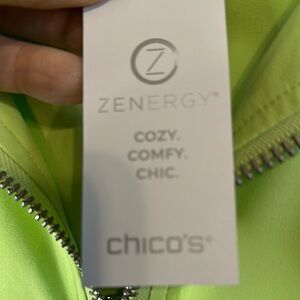 Z
ZENERGY®
COZY.
COMFY.
CHIC.
chico's®